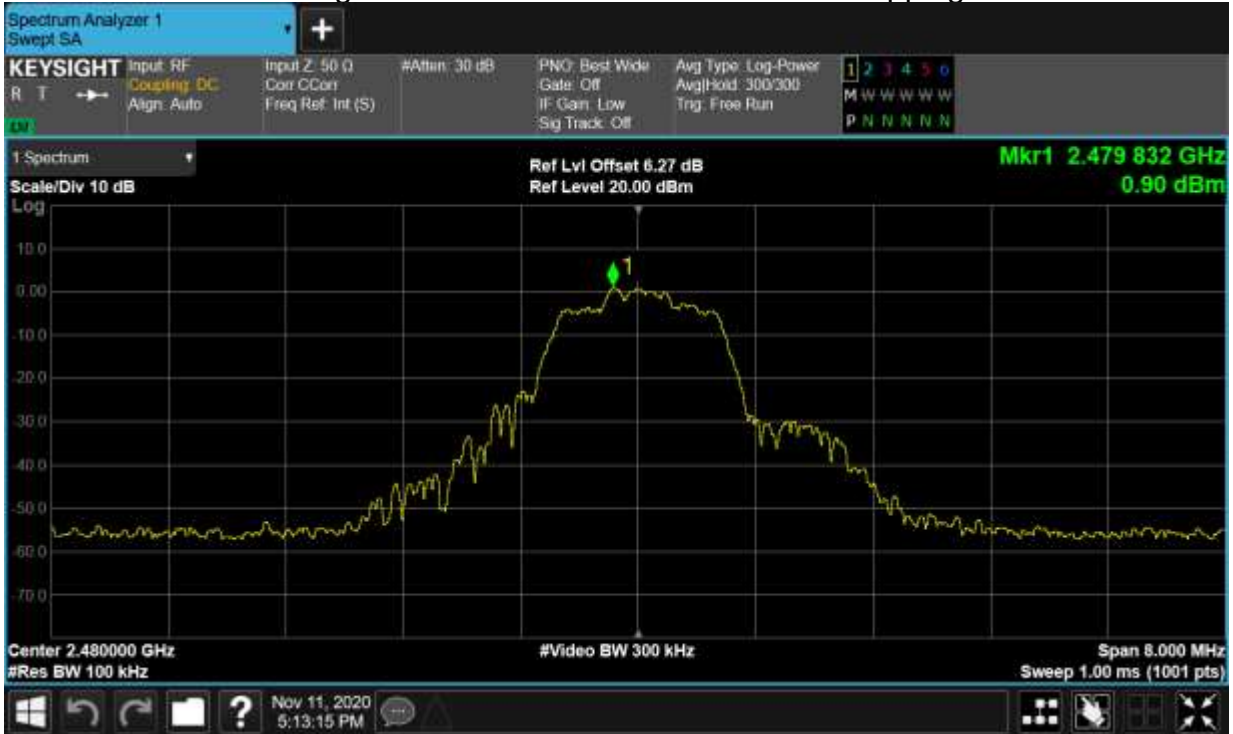 Spectrum Analyzer 1
Swept SA
+
KEYSIGHT Input: RF Input Z: 50 Ω #Atten: 30 dB PNO: Best Wide Avg Type: Log-Power 1 2 3 4 5 6
R T Coupling: DC Corr CCorr Gate: Off Avg|Hold: 300/300 M W W W W W
Align: Auto Freq Ref: Int (S) IF Gain: Low Trig: Free Run P N N N N N
Sig Track: Off
1 Spectrum
Ref Lvl Offset 6.27 dB
Mkr1 2.479 832 GHz
Scale/Div 10 dB
Ref Level 20.00 dBm
0.90 dBm
Log
10.0
1
0.00
-10.0
-20.0
-30.0
-40.0
-50.0
-60.0
-70.0
Center 2.480000 GHz #Video BW 300 kHz Span 8.000 MHz
#Res BW 100 kHz Sweep 1.00 ms (1001 pts)
? Nov 11, 2020
5:13:15 PM